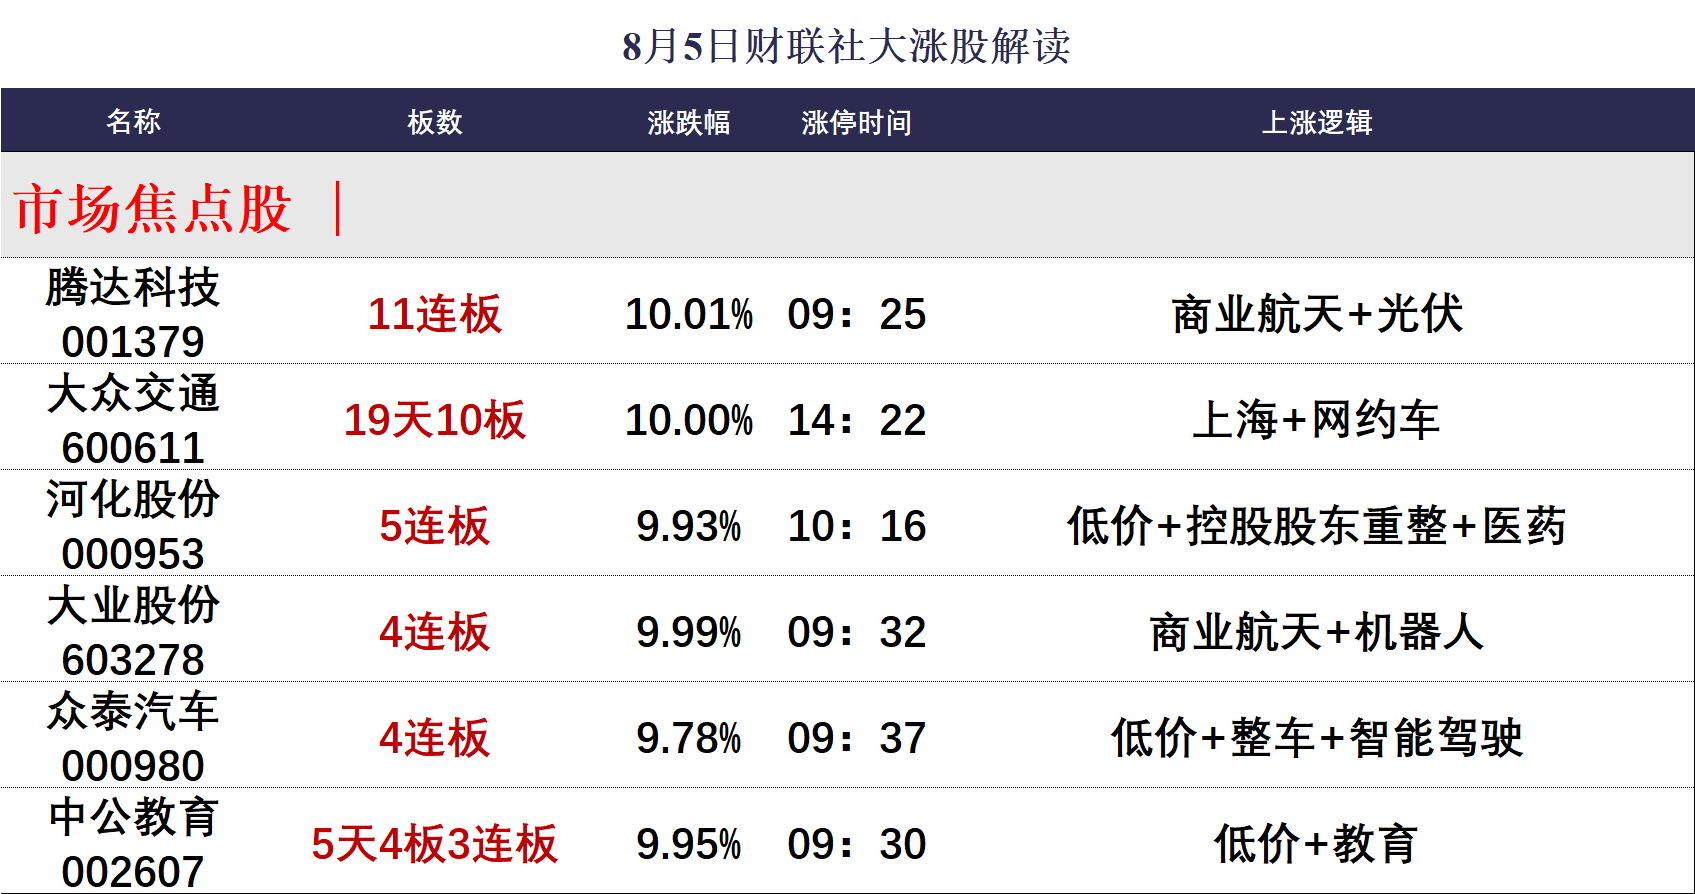 8月5日财联社大涨股解读
名称 板数 涨跌幅 涨停时间 上涨逻辑
市场焦点股 |
腾达科技
001379 11连板 10.01% 09：25 商业航天+光伏
大众交通
600611 19天10板 10.00% 14：22 上海+网约车
河化股份
000953 5连板 9.93% 10：16 低价+控股股东重整+医药
大业股份
603278 4连板 9.99% 09：32 商业航天+机器人
众泰汽车
000980 4连板 9.78% 09：37 低价+整车+智能驾驶
中公教育
002607 5天4板3连板 9.95% 09：30 低价+教育